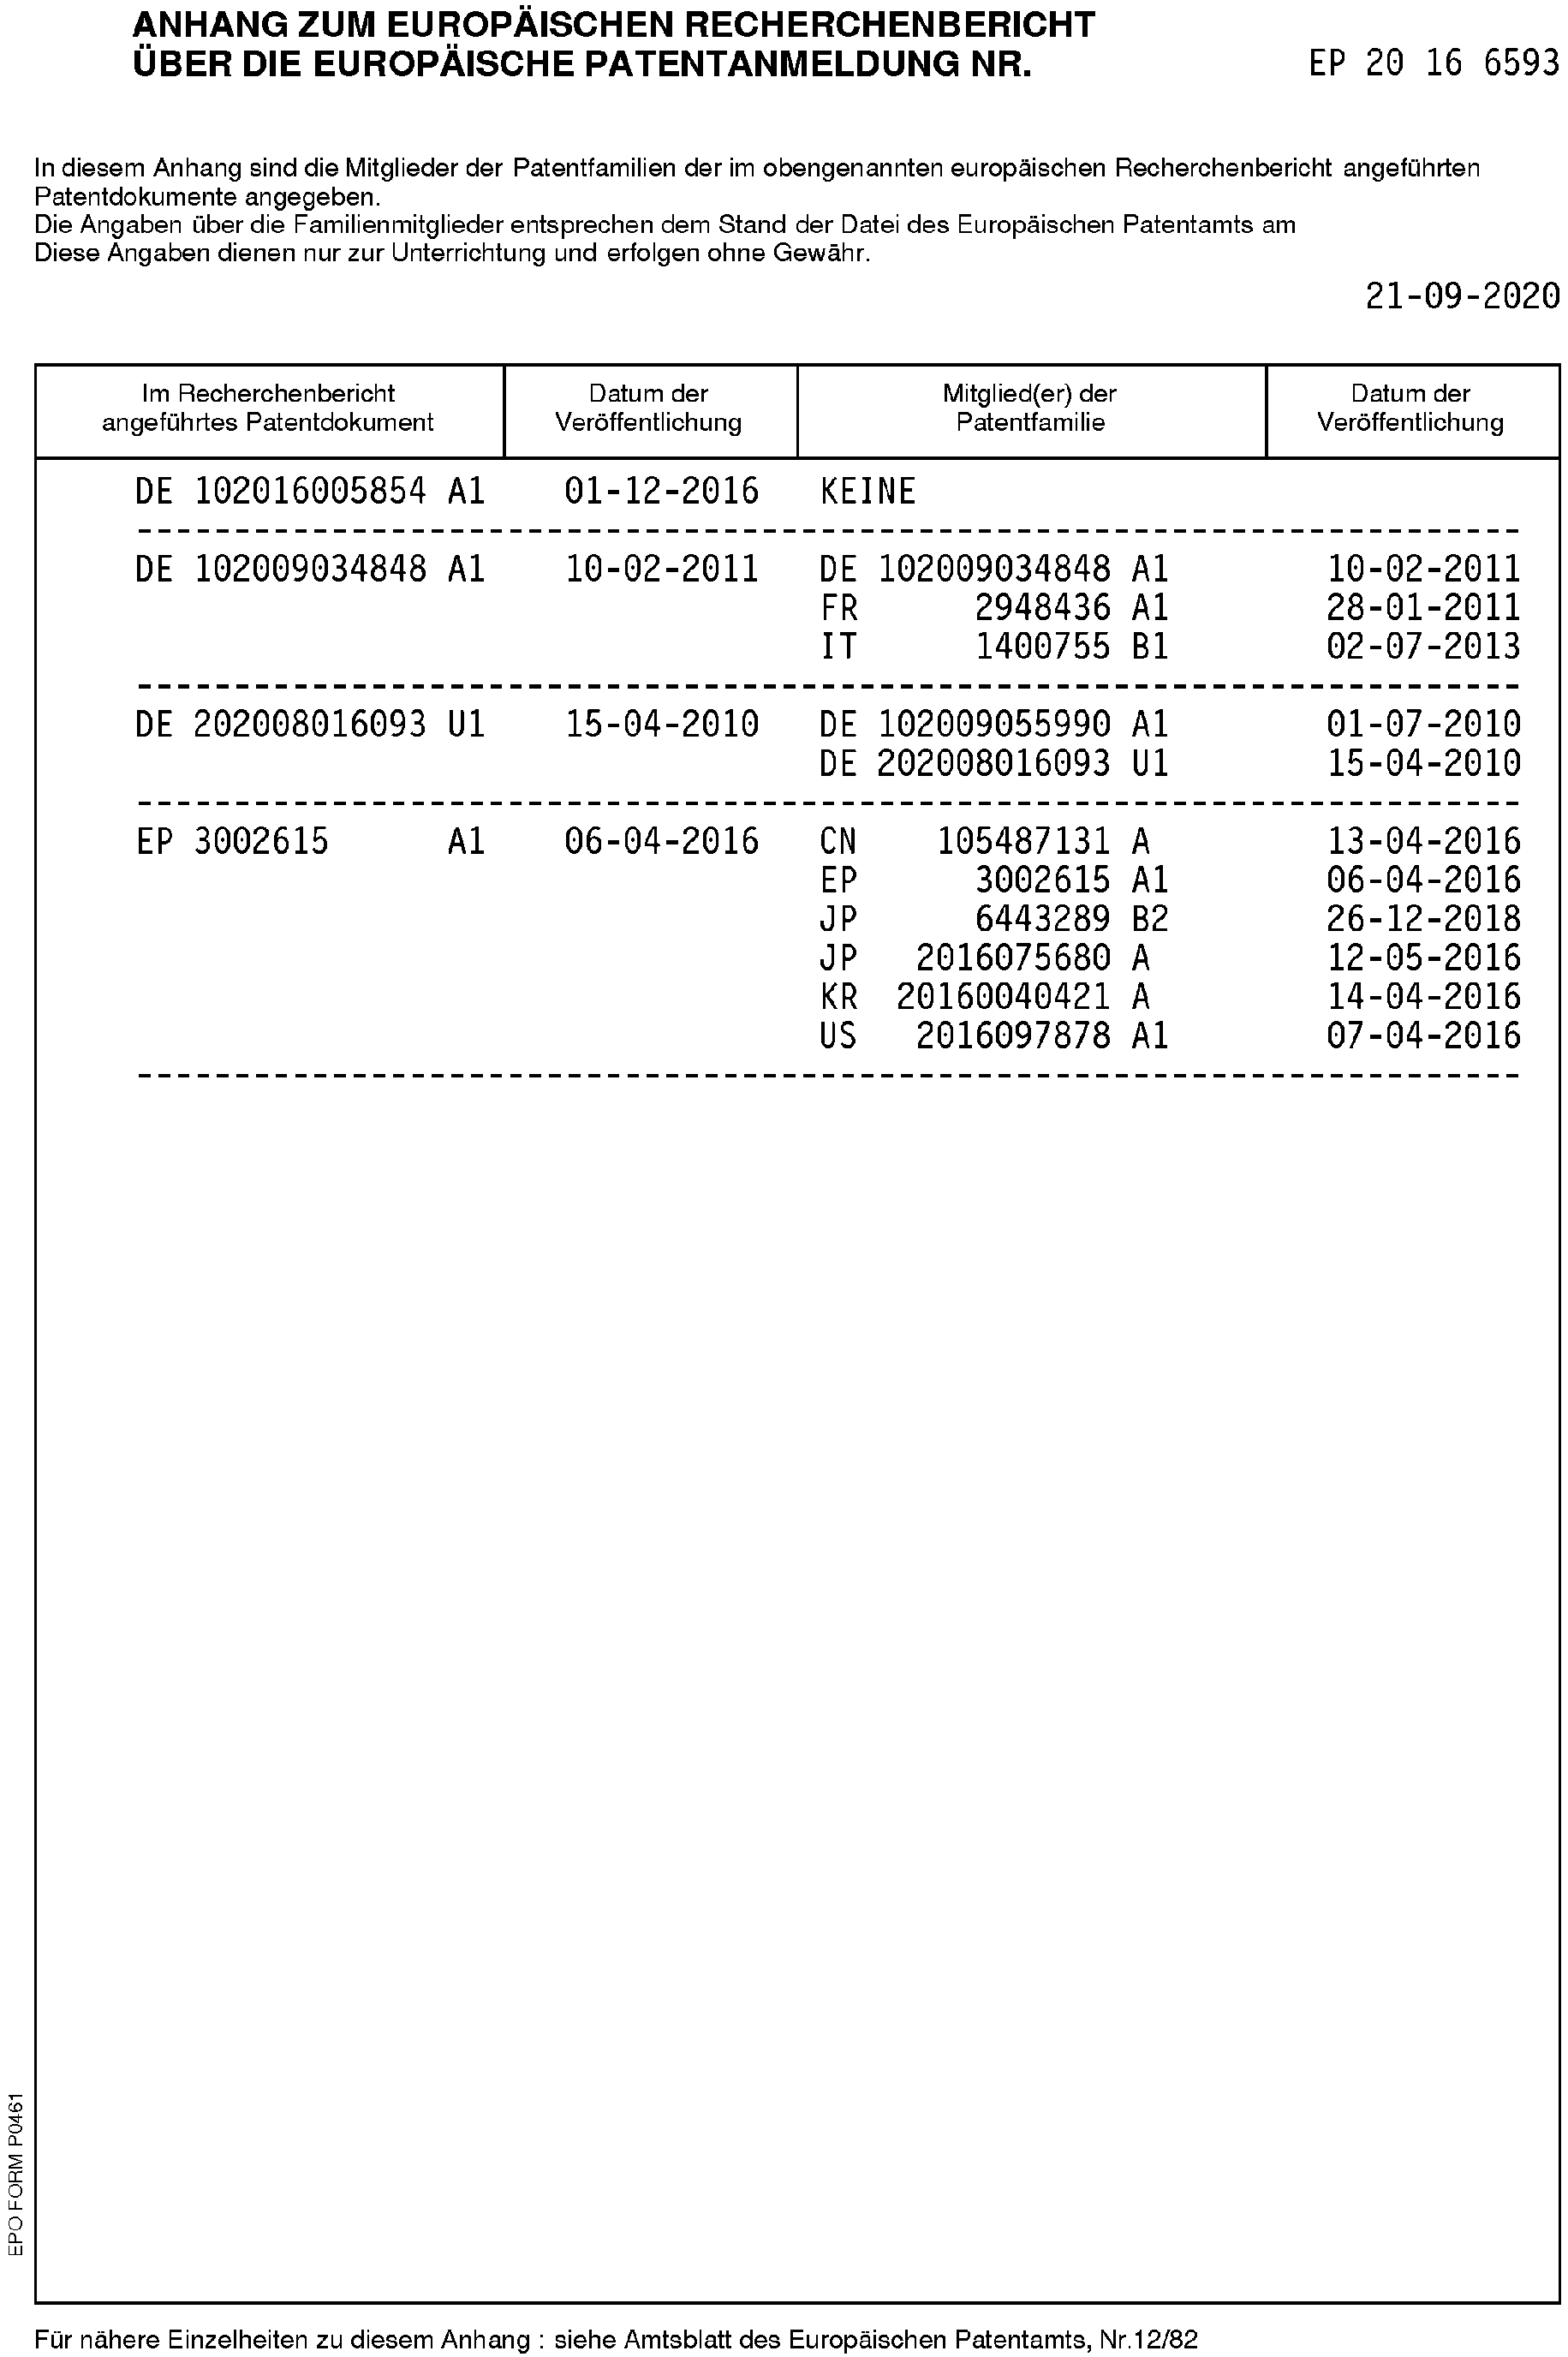 ANHANG ZUM EUROPÄISCHEN RECHERCHENBERICHT
ÜBER DIE EUROPÄISCHE PATENTANMELDUNG NR. EP 20 16 6593
In diesem Anhang sind die Mitglieder der Patentfamilien der im obengenannten europäischen Recherchenbericht angeführten
Patentdokumente angegeben.
Die Angaben über die Familienmitglieder entsprechen dem Stand der Datei des Europäischen Patentamts am
Diese Angaben dienen nur zur Unterrichtung und erfolgen ohne Gewähr.
21-09-2020
Im Recherchenbericht angeführtes Patentdokument | Datum der Veröffentlichung | Mitglied(er) der Patentfamilie | Datum der Veröffentlichung
DE 102016005854 A1 01-12-2016 KEINE
DE 102009034848 A1 10-02-2011 DE 102009034848 A1 10-02-2011
FR 2948436 A1 28-01-2011
IT 1400755 B1 02-07-2013
DE 202008016093 U1 15-04-2010 DE 102009055990 A1 01-07-2010
DE 202008016093 U1 15-04-2010
EP 3002615 A1 06-04-2016 CN 105487131 A 13-04-2016
EP 3002615 A1 06-04-2016
JP 6443289 B2 26-12-2018
JP 2016075680 A 12-05-2016
KR 20160040421 A 14-04-2016
US 2016097878 A1 07-04-2016
EPO FORM P0461
Für nähere Einzelheiten zu diesem Anhang : siehe Amtsblatt des Europäischen Patentamts, Nr.12/82